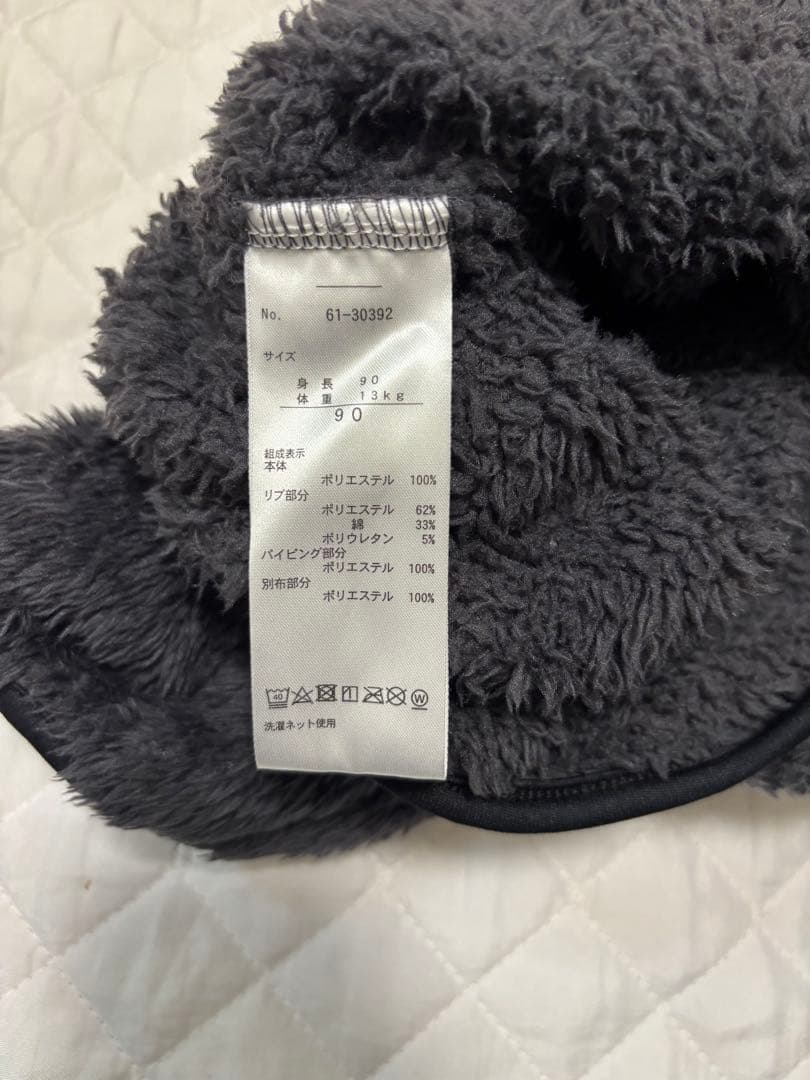 No. 61-30392
サイズ
身長 90
体重 13kg
90
組成表示
本体
ポリエステル 100%
リブ部分
ポリエステル 62%
綿 33%
ポリウレタン 5%
パイピング部分
ポリエステル 100%
別布部分
ポリエステル 100%
40 W
洗濯ネット使用